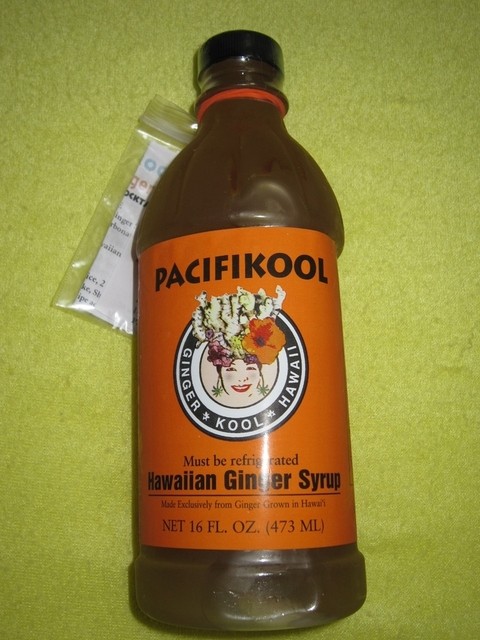 PACIFIKOOL
GINGER ★ KOOL ★ HAWAII
Must be refrigerated
Hawaiian Ginger Syrup
Made Exclusively from Ginger Grown in Hawai'i
NET 16 FL. OZ. (473 ML)